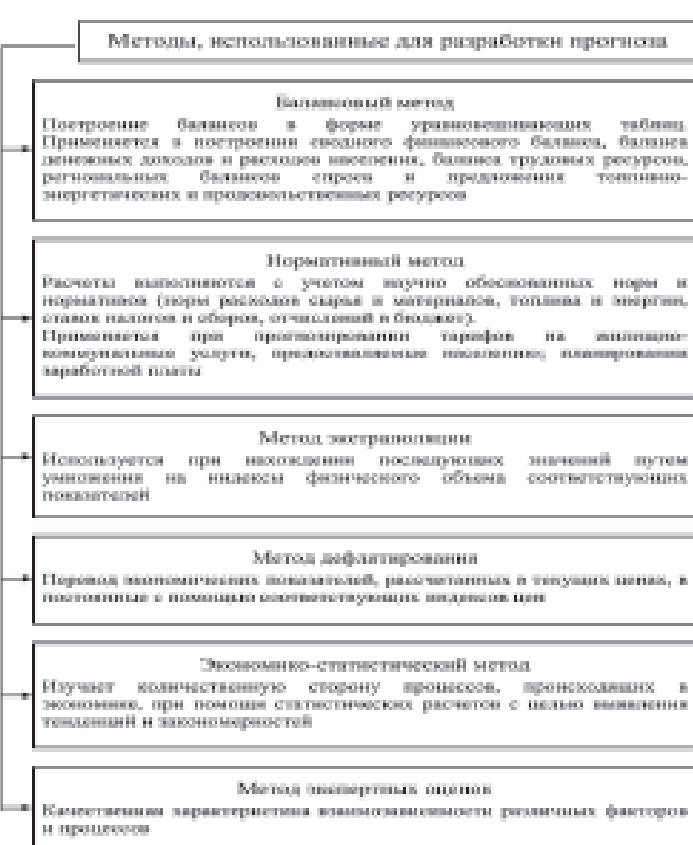 Методы, использованные для разработки прогноза
Балансовый метод
Построение балансов в форме уравновешивающих таблиц.
Применяется в построении сводного финансового баланса, баланса
денежных доходов и расходов населения, баланса трудовых ресурсов,
региональных балансов спроса и предложения топливно-
энергетических и продовольственных ресурсов
Нормативный метод
Расчеты выполняются с учетом научно обоснованных норм и
нормативов (норм расходов сырья и материалов, топлива и энергии,
ставок налогов и сборов, отчислений в бюджет).
Применяется при прогнозировании тарифов на жилищно-
коммунальные услуги, предоставляемые населению, планировании
заработной платы
Метод экстраполяции
Используется при нахождении последующих значений путем
умножения на индексы физического объема соответствующих
показателей
Метод дефлатирования
Перевод экономических показателей, рассчитанных в текущих ценах, в
постоянные с помощью соответствующих индексов цен
Экономико-статистический метод
Изучает количественную сторону процессов, происходящих в
экономике, при помощи статистических расчетов с целью выявления
тенденций и закономерностей
Метод экспертных оценок
Качественная характеристика взаимозависимости различных факторов
и процессов